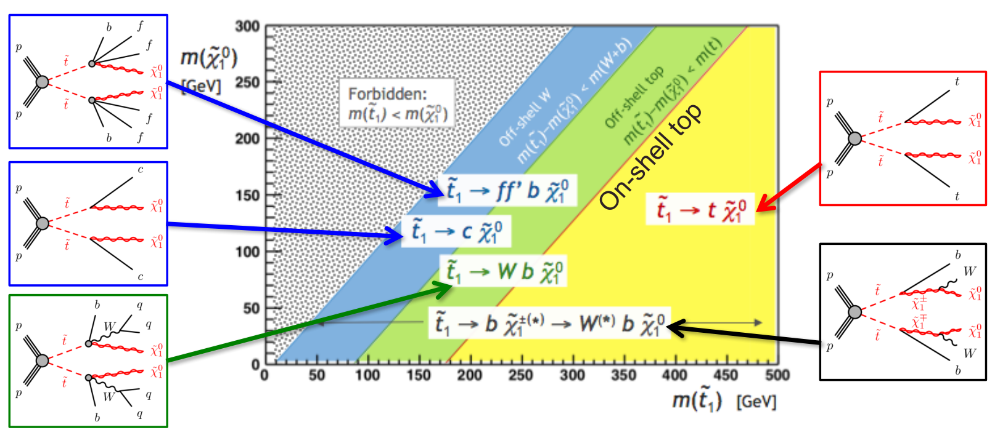 b f
f
p
t̃
χ̃₁⁰
χ̃₁⁰
t̃
p
f
b f
c
p
t̃
χ̃₁⁰
χ̃₁⁰
t̃
p
c
b q
W q
p
t̃
χ̃₁⁰
χ̃₁⁰
t̃
p
W q
b q
m(χ̃₁⁰)
[GeV]
300
250
200
150
100
50
0
Forbidden:
m(t̃₁) < m(χ̃₁⁰)
Off-shell W
m(t̃₁)–m(χ̃₁⁰) < m(W+b)
Off-shell top
m(t̃₁)–m(χ̃₁⁰) < m(t)
On-shell top
t̃₁ → ff’ b χ̃₁⁰
t̃₁ → c χ̃₁⁰
t̃₁ → W b χ̃₁⁰
t̃₁ → t χ̃₁⁰
t̃₁ → b χ̃₁±(*) → W(*) b χ̃₁⁰
0 50 100 150 200 250 300 350 400 450 500
m(t̃₁) [GeV]
t
p
t̃
χ̃₁⁰
χ̃₁⁰
t̃
p
t
b
W
p
t̃
χ̃₁⁰
χ̃₁±
χ̃₁∓
χ̃₁⁰
t̃
p
W
b